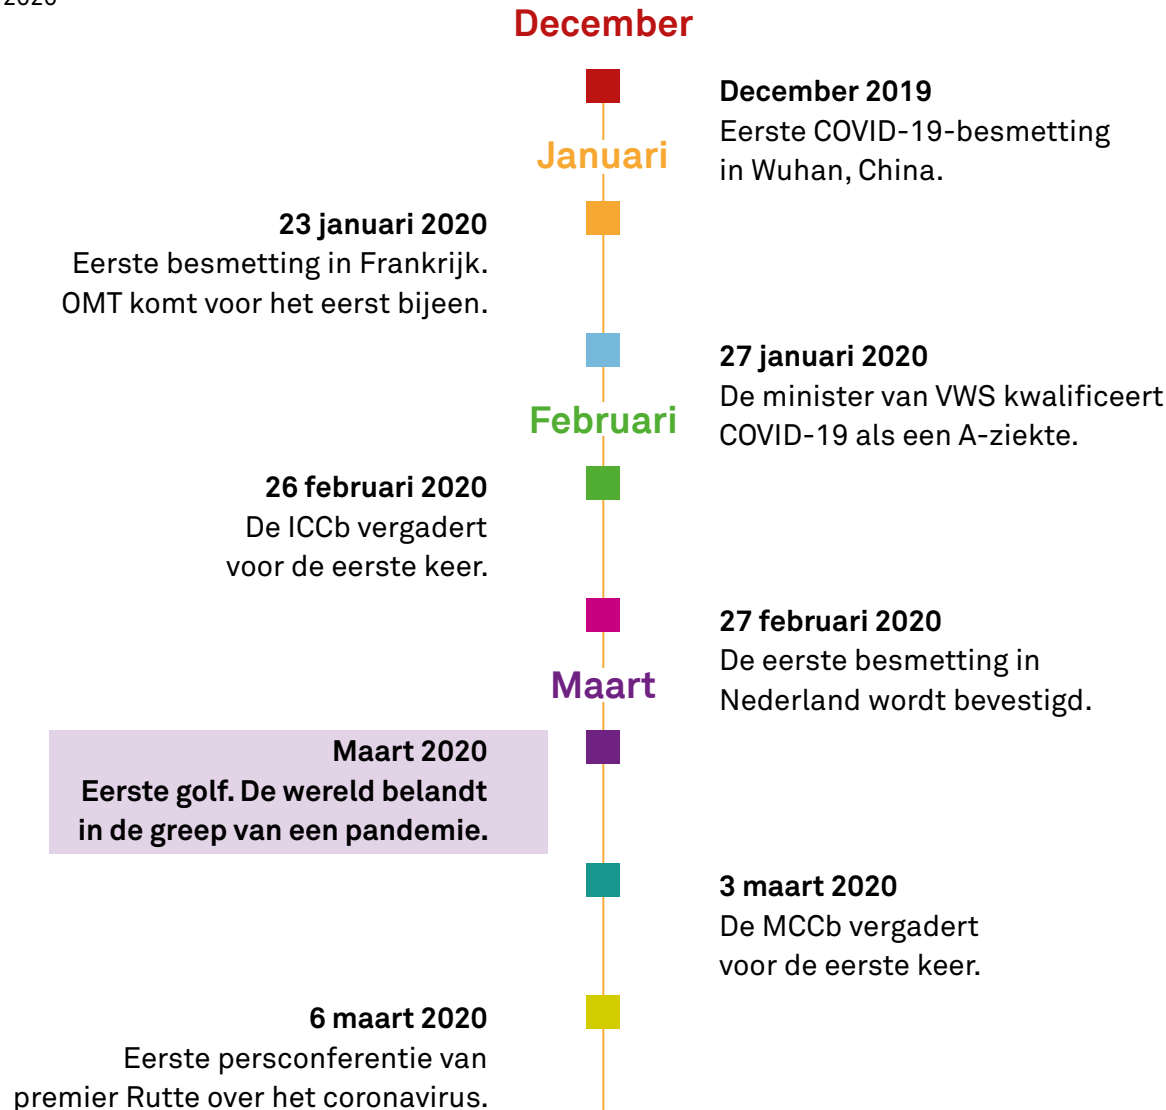 2020
December
December 2019
Eerste COVID-19-besmetting
in Wuhan, China.
Januari
23 januari 2020
Eerste besmetting in Frankrijk.
OMT komt voor het eerst bijeen.
27 januari 2020
De minister van VWS kwalificeert
COVID-19 als een A-ziekte.
Februari
26 februari 2020
De ICCb vergadert
voor de eerste keer.
27 februari 2020
De eerste besmetting in
Nederland wordt bevestigd.
Maart
Maart 2020
Eerste golf. De wereld belandt
in de greep van een pandemie.
3 maart 2020
De MCCb vergadert
voor de eerste keer.
6 maart 2020
Eerste persconferentie van
premier Rutte over het coronavirus.